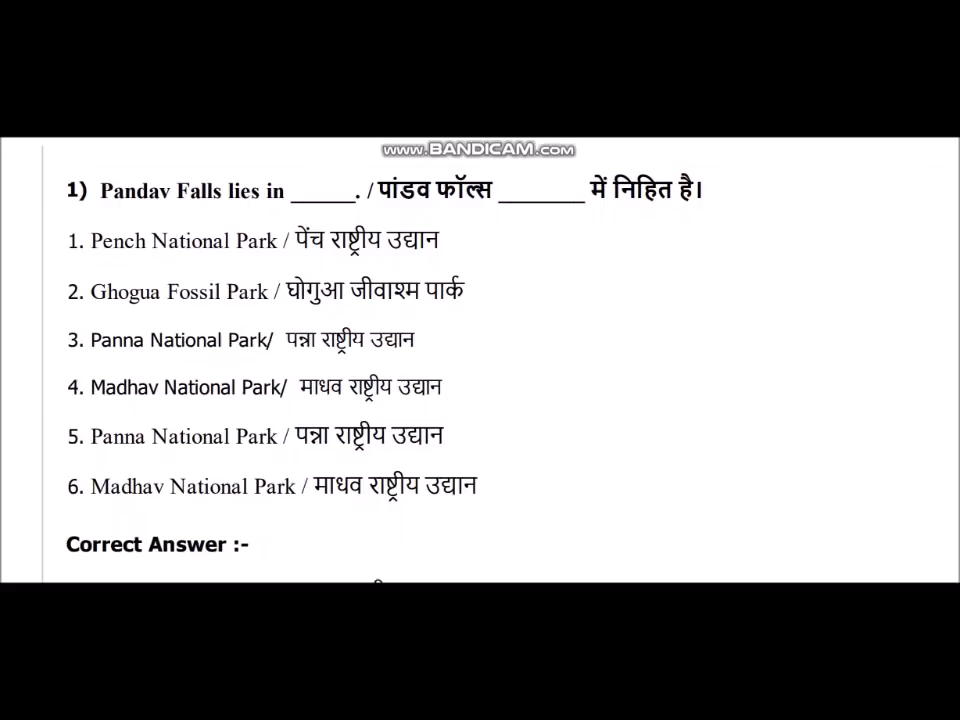 www.BANDICAM.com
1) Pandav Falls lies in ______. / पांडव फॉल्स ________ में निहित है।
1. Pench National Park / पेंच राष्ट्रीय उद्यान
2. Ghogua Fossil Park / घोगुआ जीवाश्म पार्क
3. Panna National Park/ पन्ना राष्ट्रीय उद्यान
4. Madhav National Park/ माधव राष्ट्रीय उद्यान
5. Panna National Park / पन्ना राष्ट्रीय उद्यान
6. Madhav National Park / माधव राष्ट्रीय उद्यान
Correct Answer :-